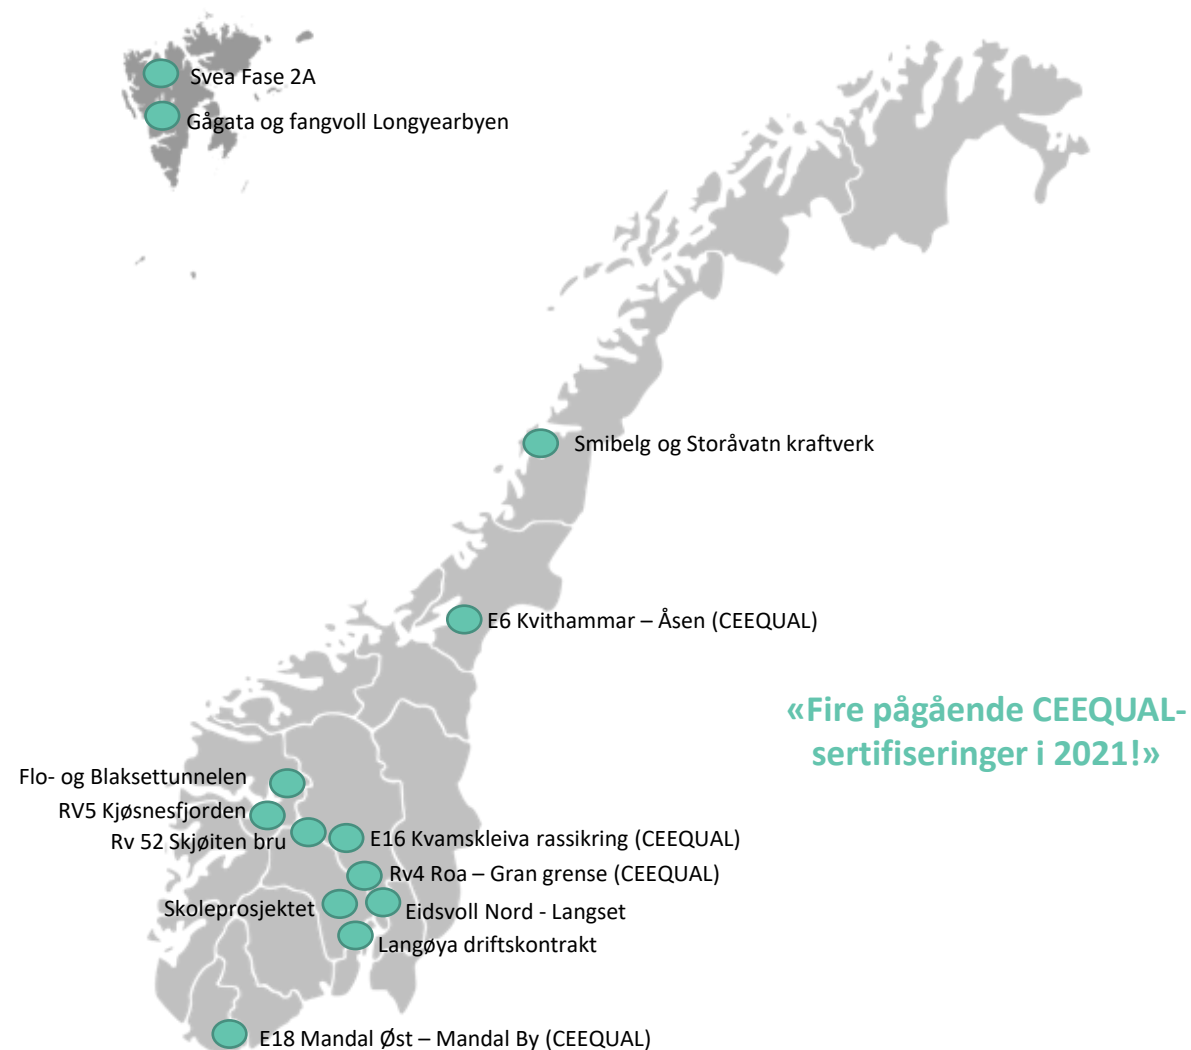 Svea Fase 2A
Gågata og fangvoll Longyearbyen
Smibelg og Storåvatn kraftverk
E6 Kvithammar – Åsen (CEEQUAL)
«Fire pågående CEEQUAL-
sertifiseringer i 2021!»
Flo- og Blaksettunnelen
RV5 Kjøsnesfjorden
Rv 52 Skjøiten bru
E16 Kvamskleiva rassikring (CEEQUAL)
Rv4 Roa – Gran grense (CEEQUAL)
Skoleprosjektet
Eidsvoll Nord - Langset
Langøya driftskontrakt
E18 Mandal Øst – Mandal By (CEEQUAL)